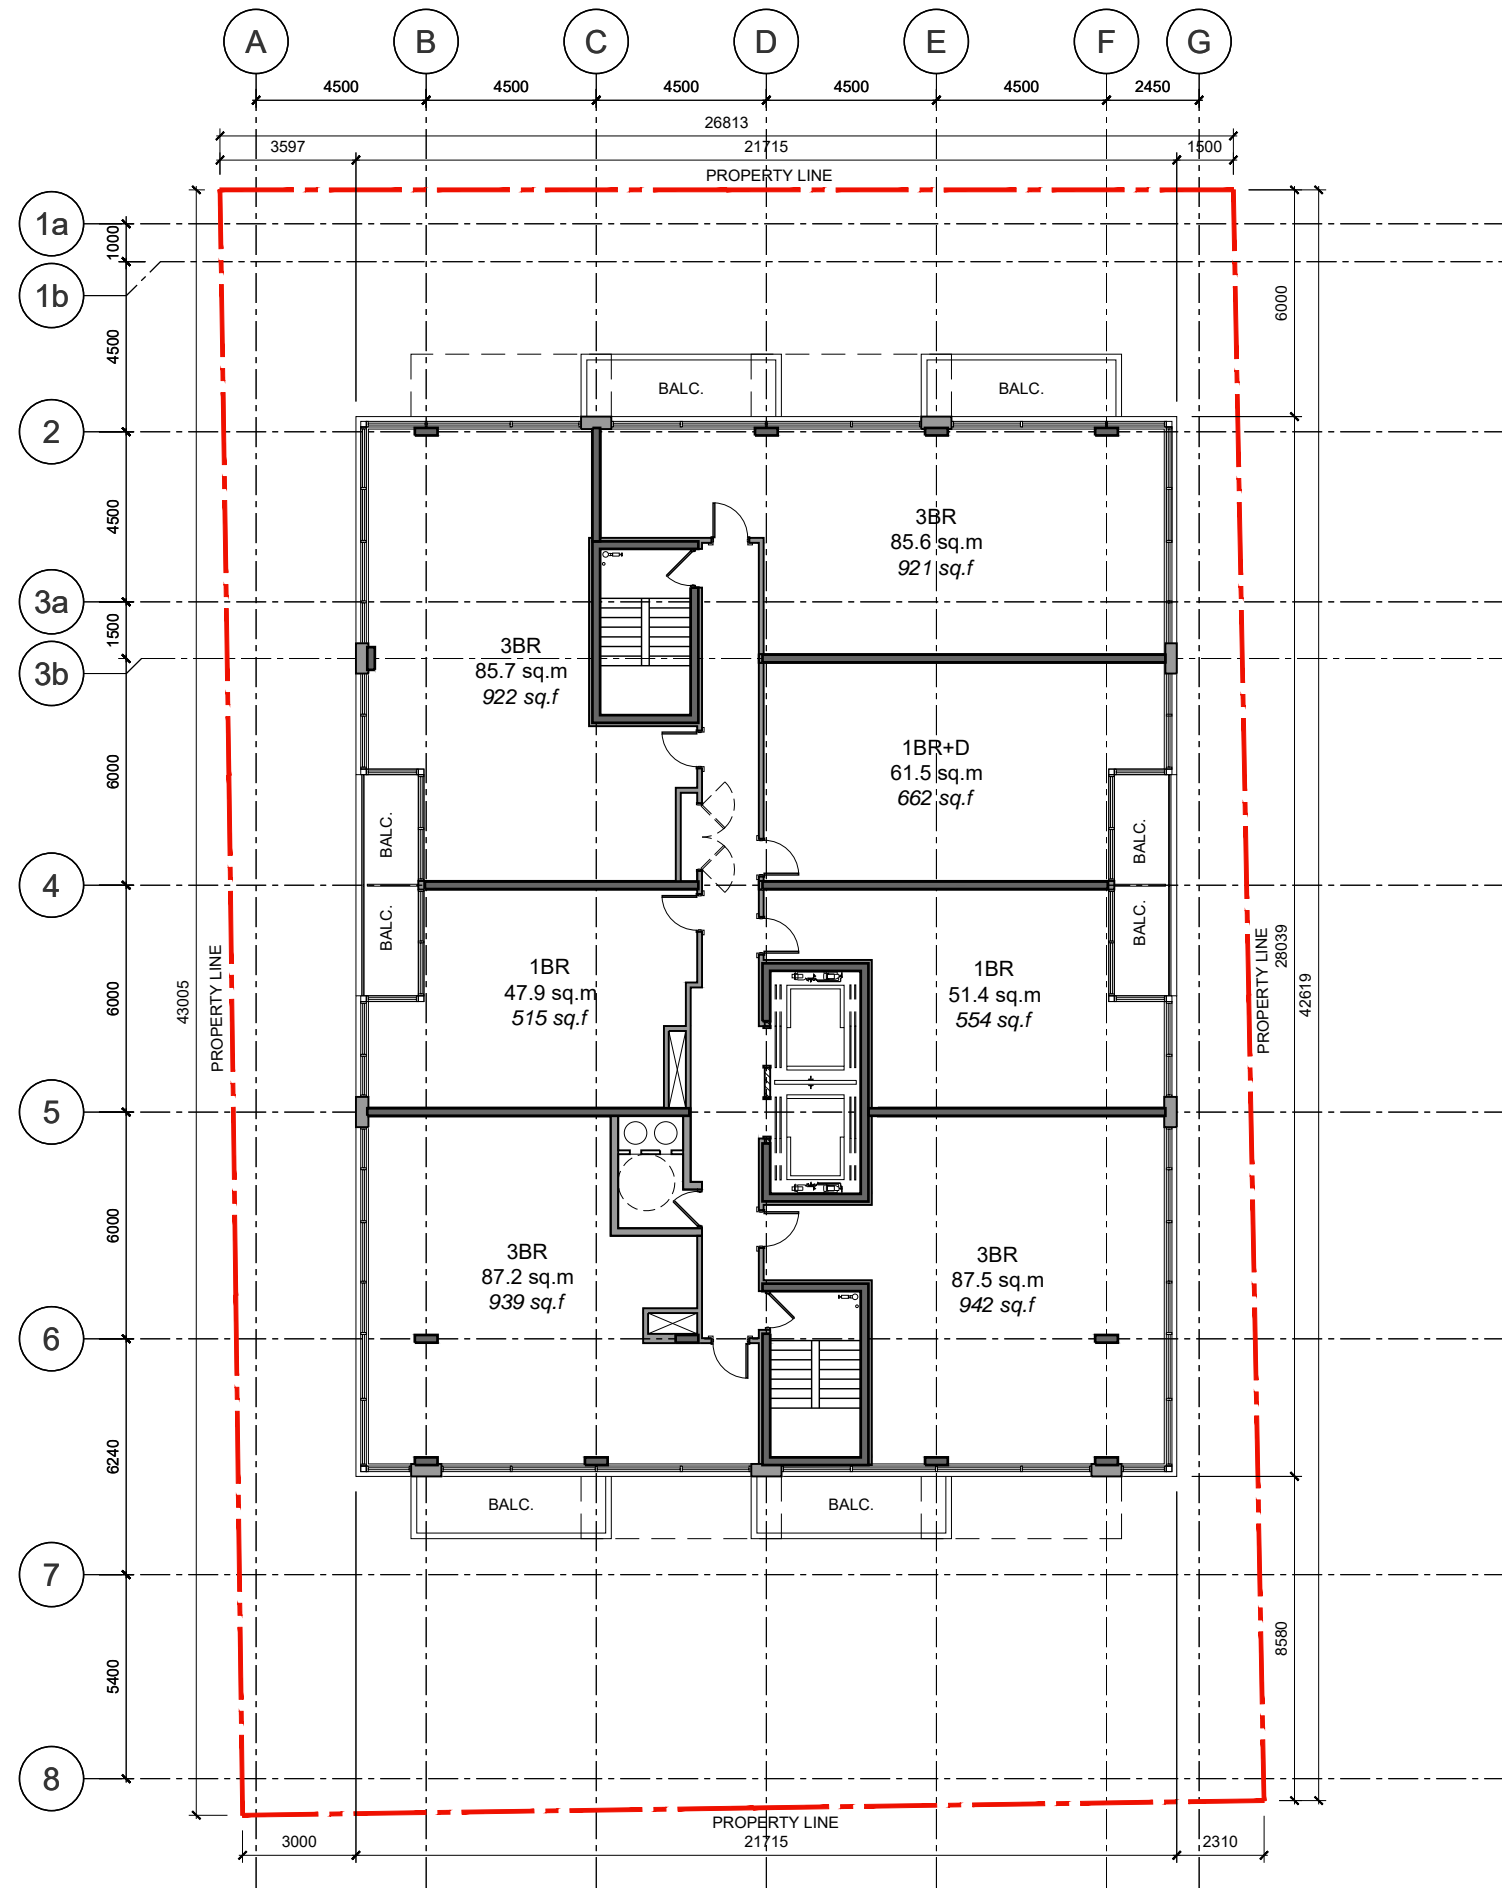 A
B
C
D
E
F
G
4500
4500
4500
4500
4500
2450
26813
3597
21715
1500
PROPERTY LINE
1a
1000
1b
4500
6000
BALC.
BALC.
2
4500
3BR
85.6 sq.m
921 sq.f
3a
1500
3b
3BR
85.7 sq.m
922 sq.f
6000
1BR+D
61.5 sq.m
662 sq.f
BALC.
BALC.
4
BALC.
BALC.
6000
43005
PROPERTY LINE
1BR
47.9 sq.m
515 sq.f
1BR
51.4 sq.m
554 sq.f
PROPERTY LINE
28039
42619
5
6000
3BR
87.2 sq.m
939 sq.f
3BR
87.5 sq.m
942 sq.f
6
6240
BALC.
BALC.
7
5400
8580
8
PROPERTY LINE
3000
21715
2310